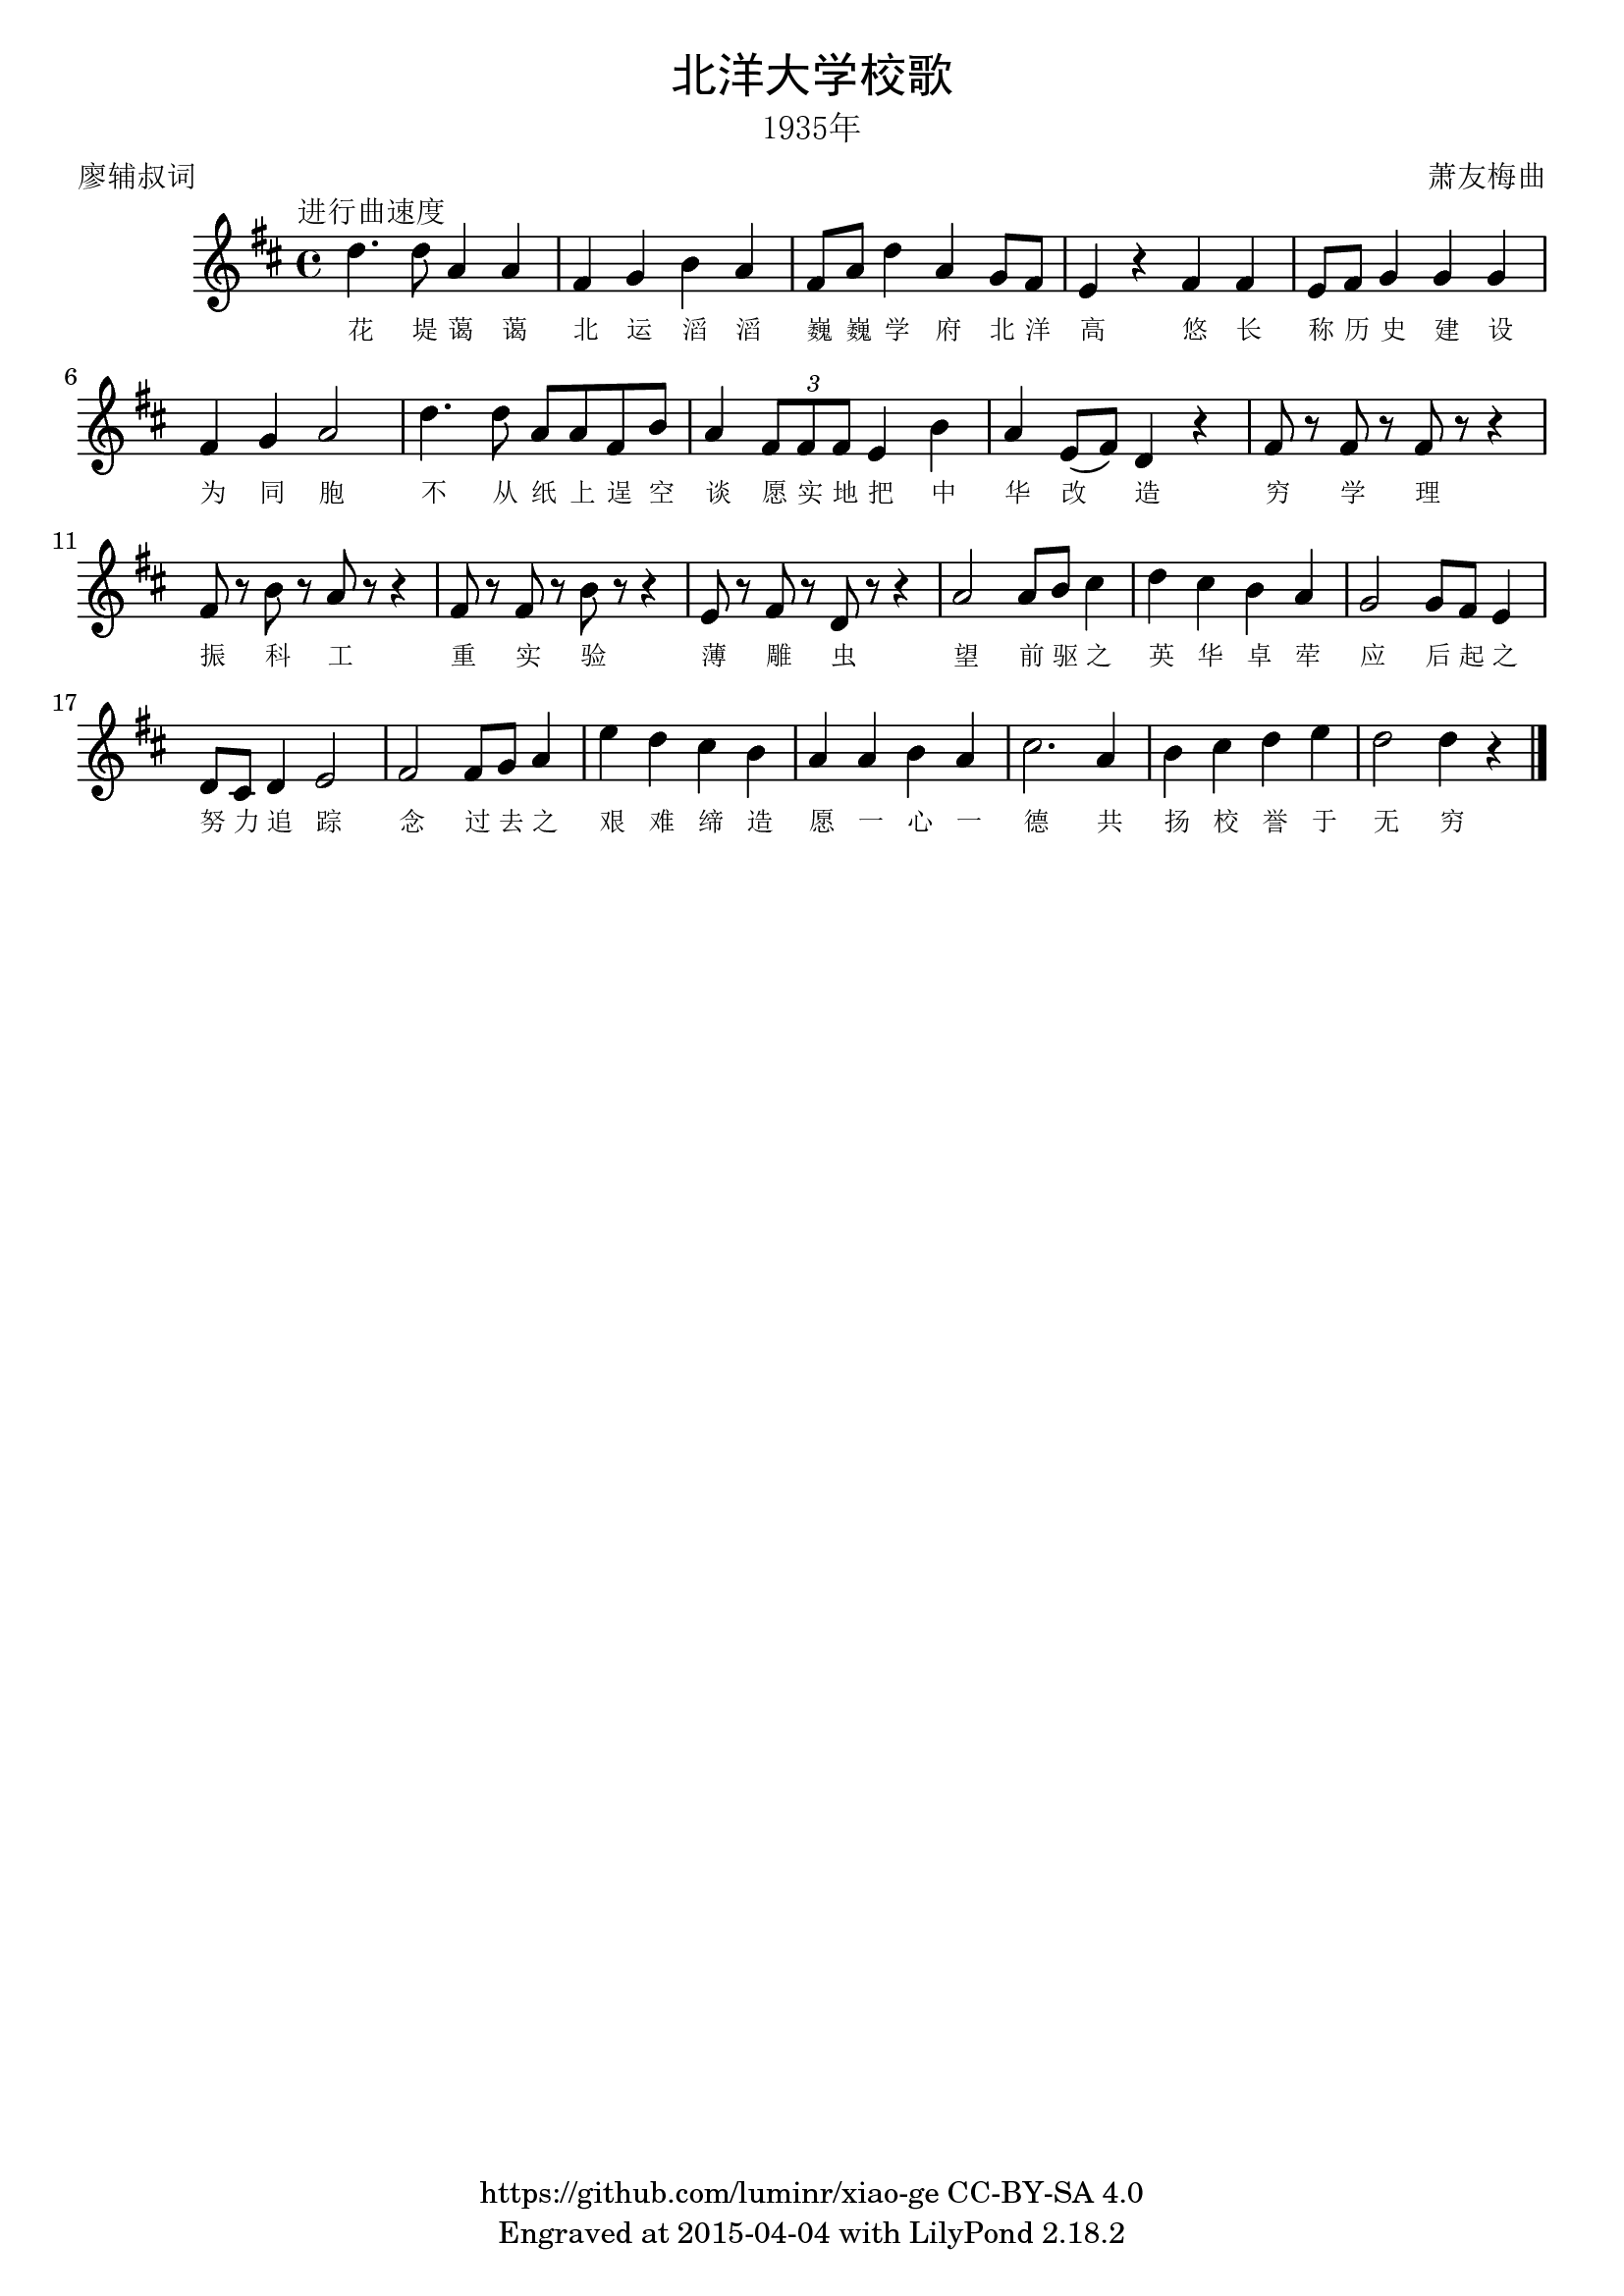 北洋大学校歌
1935年
廖辅叔词 萧友梅曲
进行曲速度
花 堤 蔼 蔼 北 运 滔 滔 巍 巍 学 府 北 洋 高 悠 长 称 历 史 建 设
6
3
为 同 胞 不 从 纸 上 逞 空 谈 愿 实 地 把 中 华 改 造 穷 学 理
11
振 科 工 重 实 验 薄 雕 虫 望 前 驱 之 英 华 卓 荦 应 后 起 之
17
努 力 追 踪 念 过 去 之 艰 难 缔 造 愿 一 心 一 德 共 扬 校 誉 于 无 穷
https://github.com/luminr/xiao-ge CC-BY-SA 4.0
Engraved at 2015-04-04 with LilyPond 2.18.2